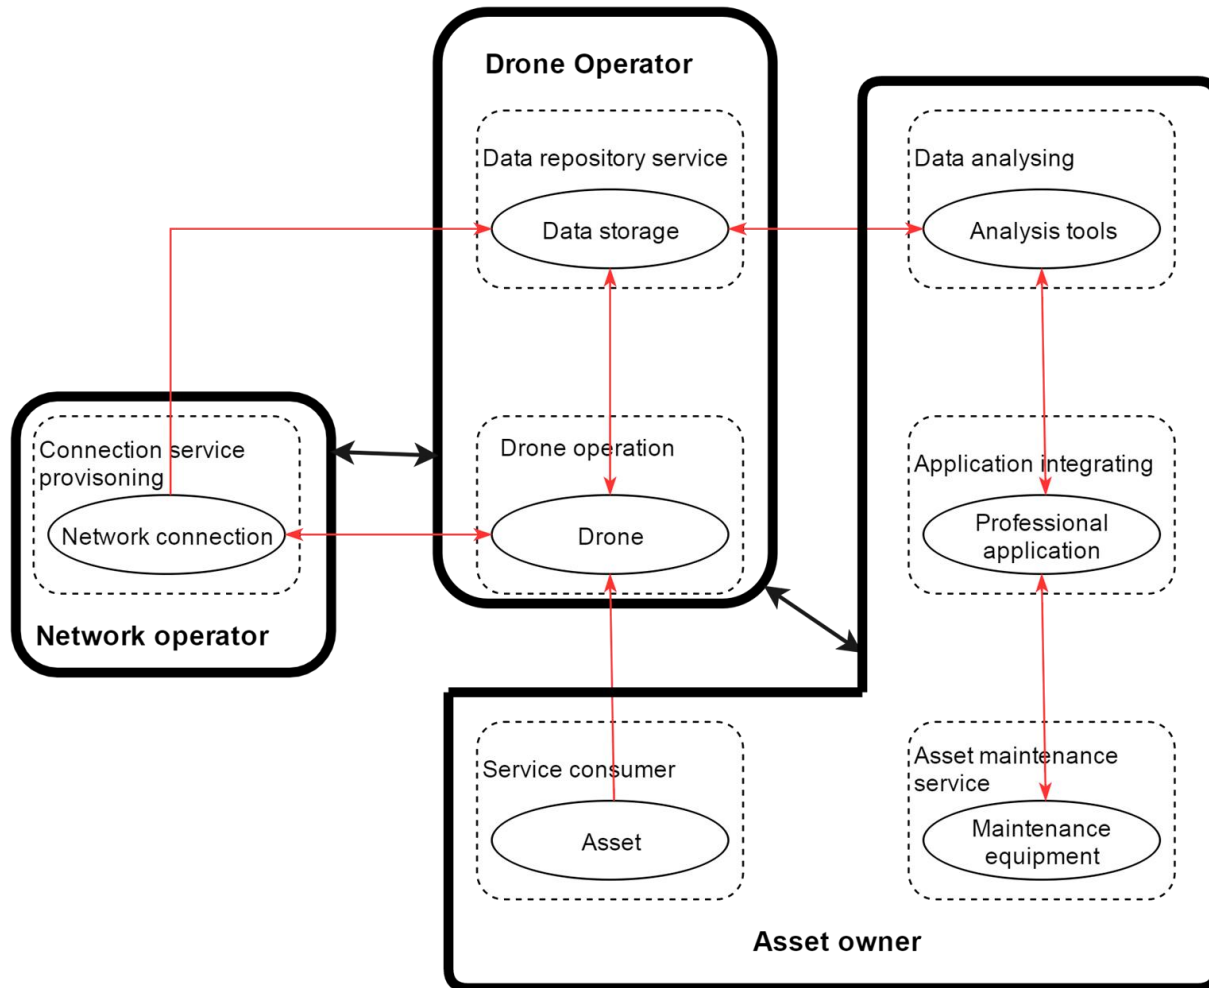 Drone Operator
Data repository service
Data storage
Data analysing
Analysis tools
Connection service
provisoning
Network connection
Network operator
Drone operation
Drone
Application integrating
Professional
application
Service consumer
Asset
Asset maintenance
service
Maintenance
equipment
Asset owner